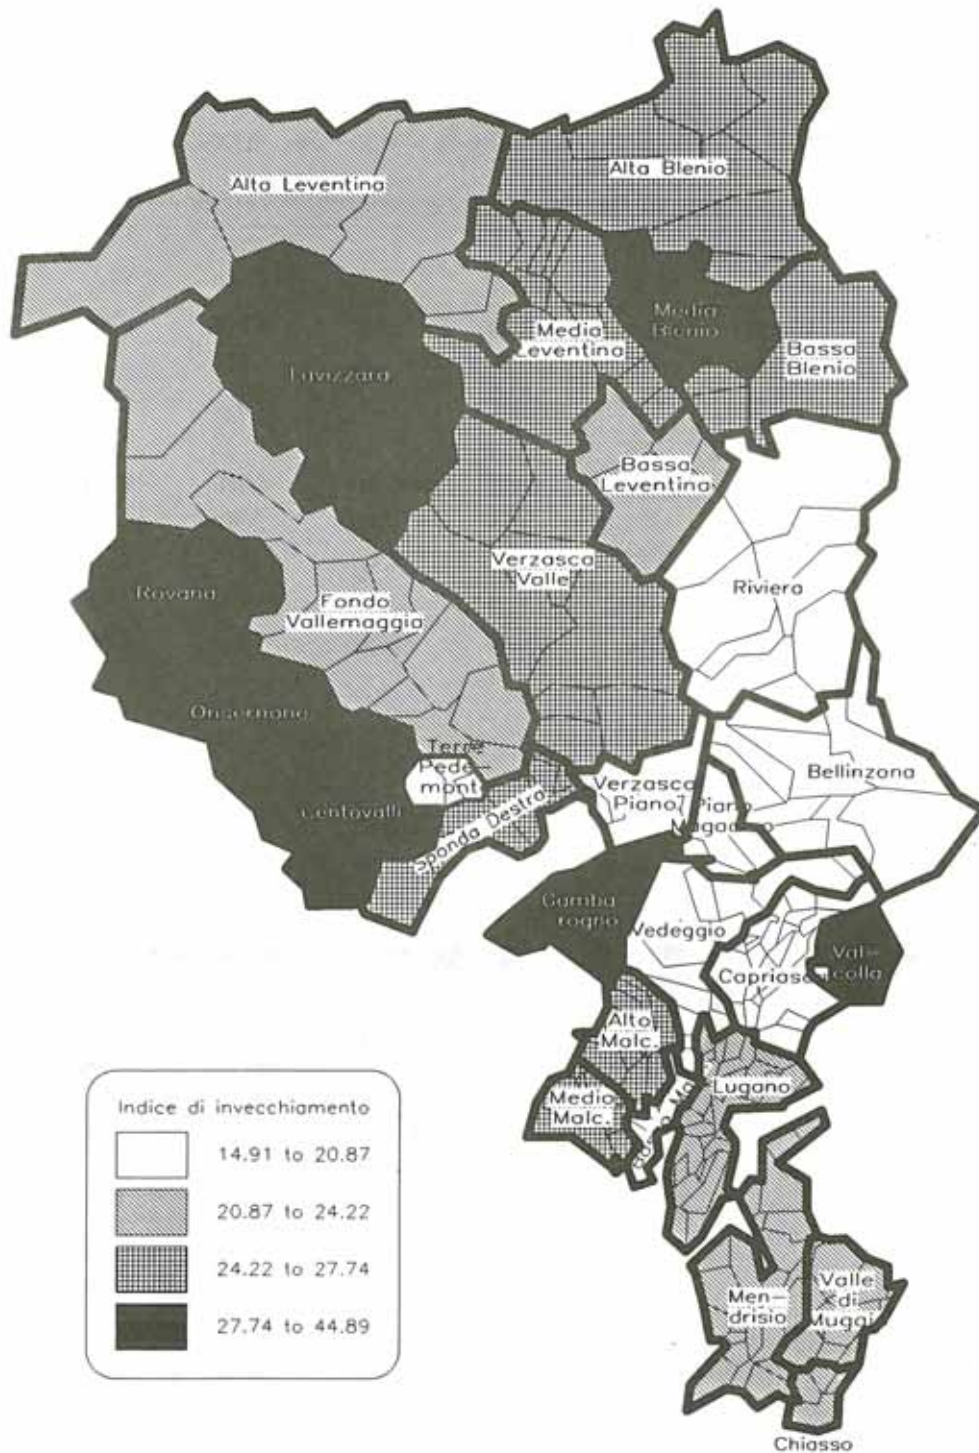 Alta Blenio
Alta Leventina
Media
Blenio
Media
Leventina
Bassa
Blenio
Lavizzara
Bassa
Leventina
Verzasca
Valle
Riviera
Rovana
Fondo
Vallemaggia
Onsernone
Terre
Pede-
mont
Verzasca
Piano
Piano
Bellinzona
Centovalli
Sponda Destra
Gamba
rogno
Vedeggio
Val-
colla
Alto
Malc.
Lugano
Medio
Malc.
Indice di invecchiamento
14.91 to 20.87
20.87 to 24.22
24.22 to 27.74
27.74 to 44.89
Men-
drisio
Valle
di
Chiasso